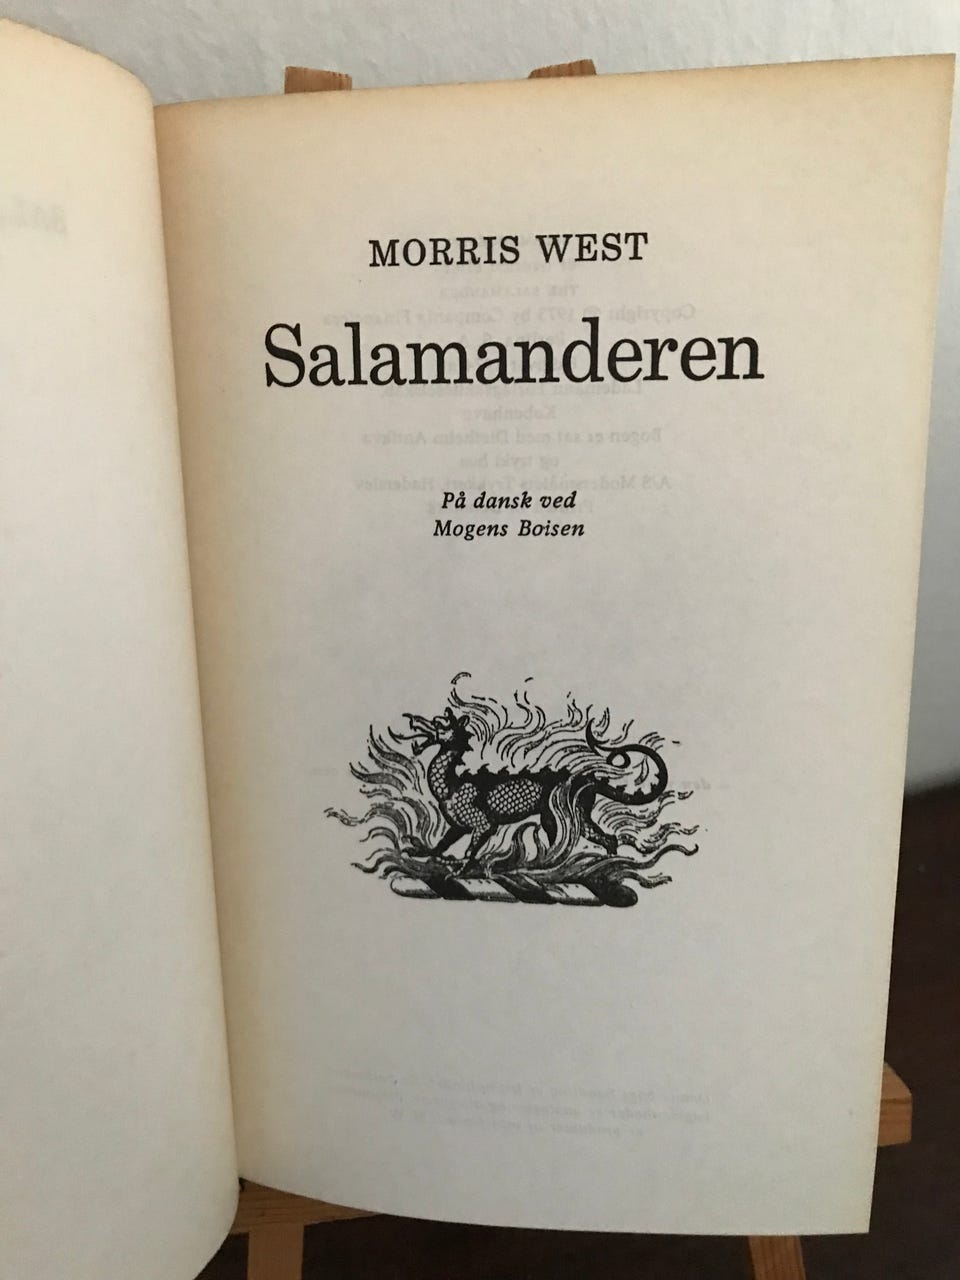 MORRIS WEST
Salamanderen
På dansk ved
Mogens Boisen